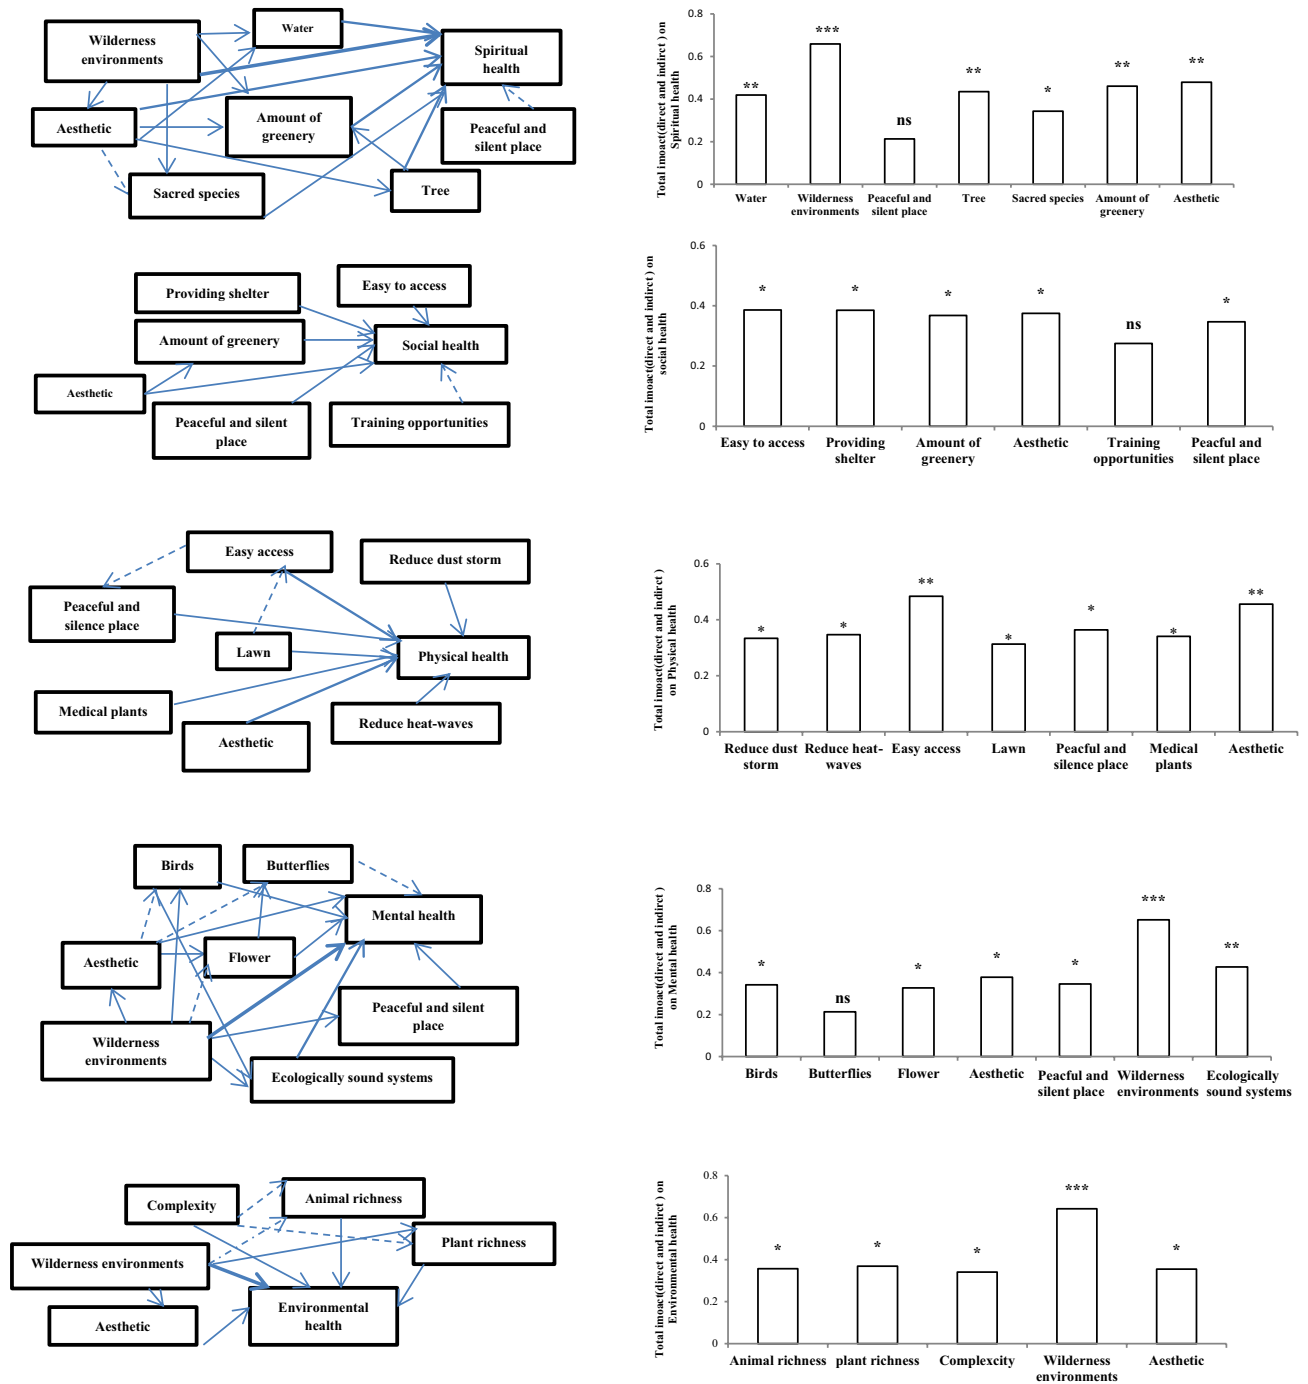 Wilderness
environments
Water
Spiritual
health
Aesthetic
Amount of
greenery
Peaceful and
silent place
Sacred species
Tree
Total imoact(direct and indirct ) on
Spiritual health
0.8
0.6
0.4
0.2
0
**
***
ns
**
*
**
**
Water
Wilderness
environments
Peaceful and
silent place
Tree
Sacred species
Amount of
greenery
Aesthetic
Providing shelter
Easy to access
Amount of greenery
Social health
Aesthetic
Peaceful and silent
place
Training opportunities
Total imoact(direct and indirect ) on
social health
0.6
0.4
0.2
0
*
*
*
*
ns
*
Easy to access
Providing
shelter
Amount of
greenery
Aesthetic
Training
opportunities
Peacful and
silent place
Easy access
Reduce dust storm
Peaceful and
silence place
Lawn
Physical health
Medical plants
Aesthetic
Reduce heat-waves
Total imoact(direct and indirect )
on Physical health
0.6
0.4
0.2
0
*
*
**
*
*
*
**
Reduce dust
storm
Reduce heat-
waves
Easy access
Lawn
Peacful and
silence place
Medical
plants
Aesthetic
Birds
Butterflies
Mental health
Aesthetic
Flower
Peaceful and silent
place
Wilderness
environments
Ecologically sound systems
Total imoact(direct and indirect )
on Mental health
0.8
0.6
0.4
0.2
0
*
ns
*
*
*
***
**
Birds
Butterflies
Flower
Aesthetic
Peacful and
silent place
Wilderness
environments
Ecologically
sound systems
Complexity
Animal richness
Plant richness
Wilderness environments
Aesthetic
Environmental
health
Total imoact(direct and indirect ) on
Environmental health
0.8
0.6
0.4
0.2
0
*
*
*
***
*
Animal richness
plant richness
Complexcity
Wilderness
environments
Aesthetic